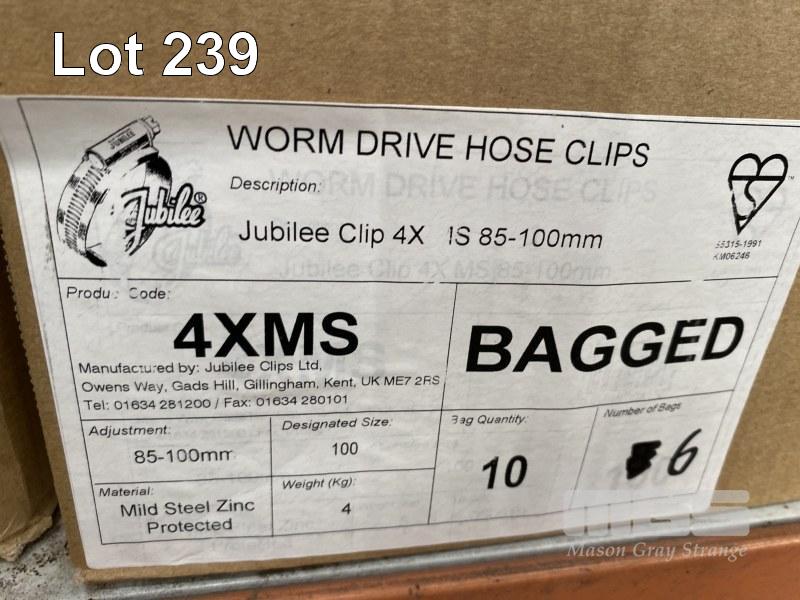 Lot 239
JUBILEE
Jubilee®
WORM DRIVE HOSE CLIPS
Description:
Jubilee Clip 4X IS 85-100mm
KM06246
Code:
4XMS
BAGGED
Manufactured by: Jubilee Clips Ltd,
Owens Way, Gads Hill, Gillingham, Kent, UK ME7 2RS
Tel: 01634 281200 / Fax: 01634 280101
Adjustment:
85-100mm
Designated Size:
100
Bag Quantity:
10
Number of Bags
6
Material:
Mild Steel Zinc
Protected
Weight (Kg):
4
MGS
Mason Gray Strange